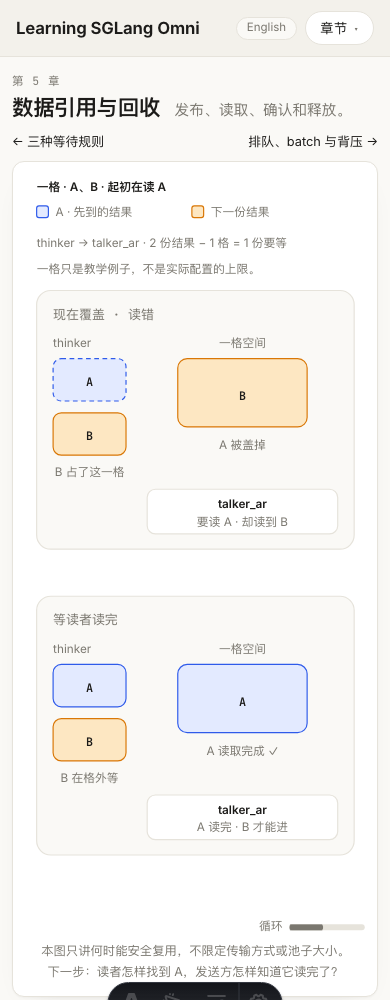 Learning SGLang Omni
English
章节
第 5 章
数据引用与回收 发布、读取、确认和释放。
← 三种等待规则
排队、batch 与背压 →
一格 · A、B · 起初在读 A
A · 先到的结果
下一份结果
thinker → talker_ar · 2 份结果 − 1 格 = 1 份要等
一格只是教学例子，不是实际配置的上限。
现在覆盖 · 读错
thinker
一格空间
A
B
B
A 被盖掉
B 占了这一格
talker_ar
要读 A · 却读到 B
等读者读完
thinker
一格空间
A
A
B
A 读取完成 ✓
B 在格外等
talker_ar
A 读完 · B 才能进
循环
本图只讲何时能安全复用，不限定传输方式或池子大小。
下一步：读者怎样找到 A，发送方怎样知道它读完了？